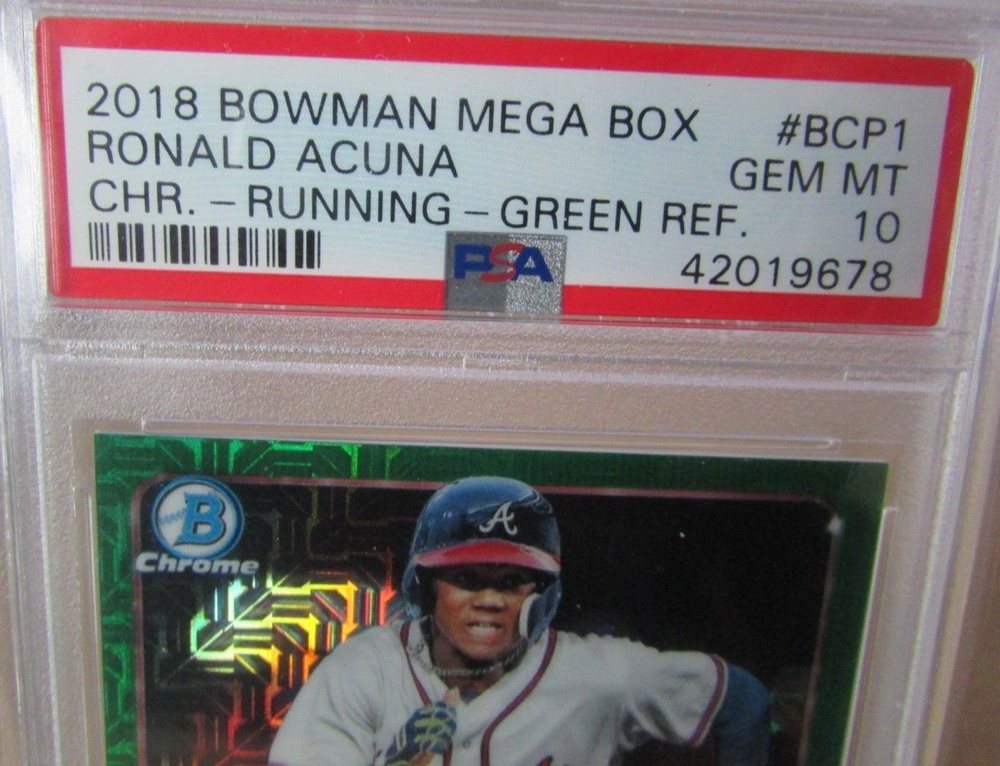 2018 BOWMAN MEGA BOX #BCP1
RONALD ACUNA GEM MT
CHR. – RUNNING – GREEN REF. 10
PSA 42019678
B
Chrome
A